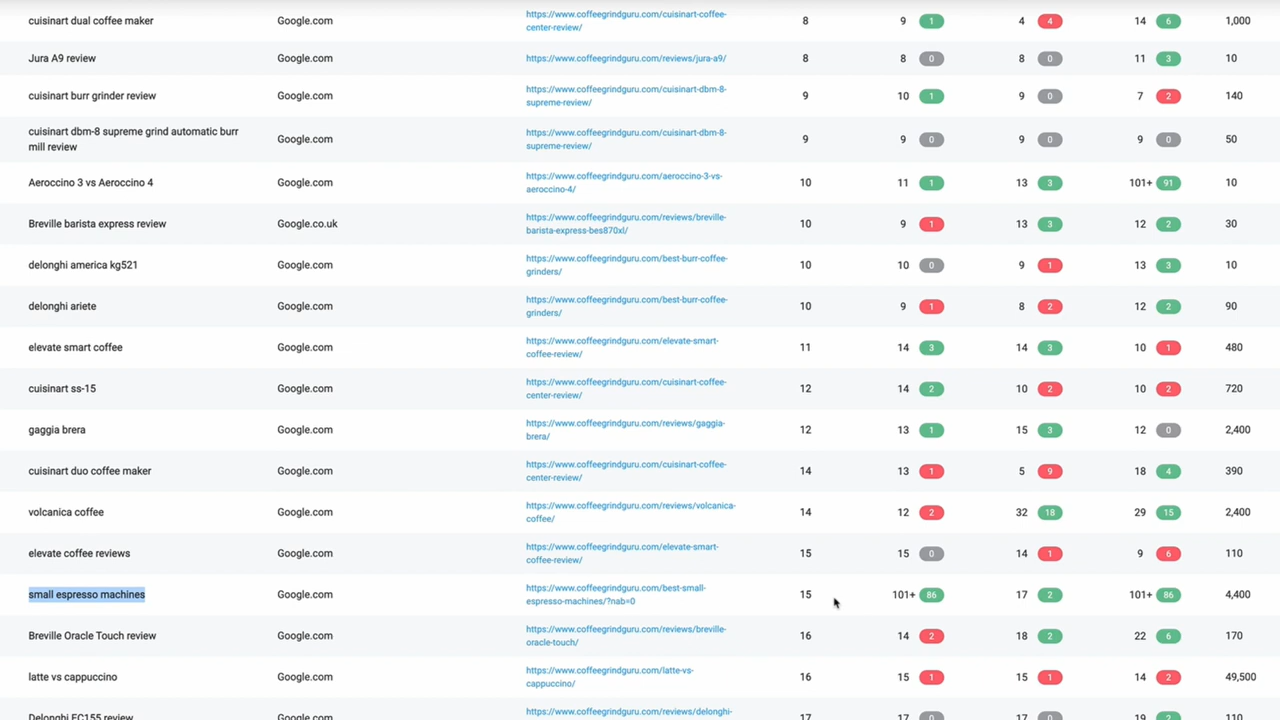 cuisinart dual coffee maker Google.com https://www.coffeegrindguru.com/cuisinart-coffee- 8 9 1 4 4 14 6 1,000
center-review/
Jura A9 review Google.com https://www.coffeegrindguru.com/reviews/jura-a9/ 8 8 0 8 0 11 3 10
cuisinart burr grinder review Google.com https://www.coffeegrindguru.com/cuisinart-dbm-8- 9 10 1 9 0 7 2 140
supreme-review/
cuisinart dbm-8 supreme grind automatic burr Google.com https://www.coffeegrindguru.com/cuisinart-dbm-8- 9 9 0 9 0 9 0 50
mill review supreme-review/
Aeroccino 3 vs Aeroccino 4 Google.com https://www.coffeegrindguru.com/aeroccino-3-vs- 10 11 1 13 3 101+ 91 10
aeroccino-4/
Breville barista express review Google.co.uk https://www.coffeegrindguru.com/reviews/breville- 10 9 1 13 3 12 2 30
barista-express-bes870xl/
delonghi america kg521 Google.com https://www.coffeegrindguru.com/best-burr-coffee- 10 10 0 9 1 13 3 10
grinders/
delonghi ariete Google.com https://www.coffeegrindguru.com/best-burr-coffee- 10 9 1 8 2 12 2 90
grinders/
elevate smart coffee Google.com https://www.coffeegrindguru.com/elevate-smart- 11 14 3 14 3 10 1 480
coffee-review/
cuisinart ss-15 Google.com https://www.coffeegrindguru.com/cuisinart-coffee- 12 14 2 10 2 10 2 720
center-review/
gaggia brera Google.com https://www.coffeegrindguru.com/reviews/gaggia- 12 13 1 15 3 12 0 2,400
brera/
cuisinart duo coffee maker Google.com https://www.coffeegrindguru.com/cuisinart-coffee- 14 13 1 5 9 18 4 390
center-review/
volcanica coffee Google.com https://www.coffeegrindguru.com/reviews/volcanica- 14 12 2 32 18 29 15 2,400
coffee/
elevate coffee reviews Google.com https://www.coffeegrindguru.com/elevate-smart- 15 15 0 14 1 9 6 110
coffee-review/
small espresso machines Google.com https://www.coffeegrindguru.com/best-small- 15 101+ 86 17 2 101+ 86 4,400
espresso-machines/?nab=0
Breville Oracle Touch review Google.com https://www.coffeegrindguru.com/reviews/breville- 16 14 2 18 2 22 6 170
oracle-touch/
latte vs cappuccino Google.com https://www.coffeegrindguru.com/latte-vs- 16 15 1 15 1 14 2 49,500
cappuccino/
Delonghi EC155 review Google.com https://www.coffeegrindguru.com/reviews/delonghi- 17 17 0 17 0 19 2